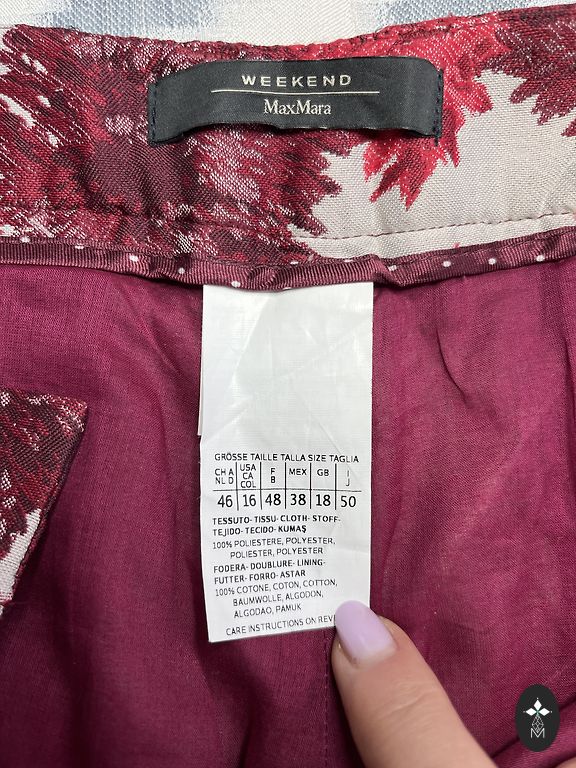 WEEKEND
MaxMara
GRÖSSE TAILLE TALLA SIZE TAGLIA
CH A NL D | USA CA COL | F B | MEX | GB | I J
46 | 16 | 48 | 38 | 18 | 50
TESSUTO- TISSU- CLOTH- STOFF-
TEJIDO- TECIDO- KUMAŞ
100% POLIESTERE, POLYESTER,
POLIESTER, POLYESTER
FODERA- DOUBLURE- LINING-
FUTTER- FORRO- ASTAR
100% COTONE, COTON, COTTON,
BAUMWOLLE, ALGODON,
ALGODAO, PAMUK
CARE INSTRUCTIONS ON REV
M